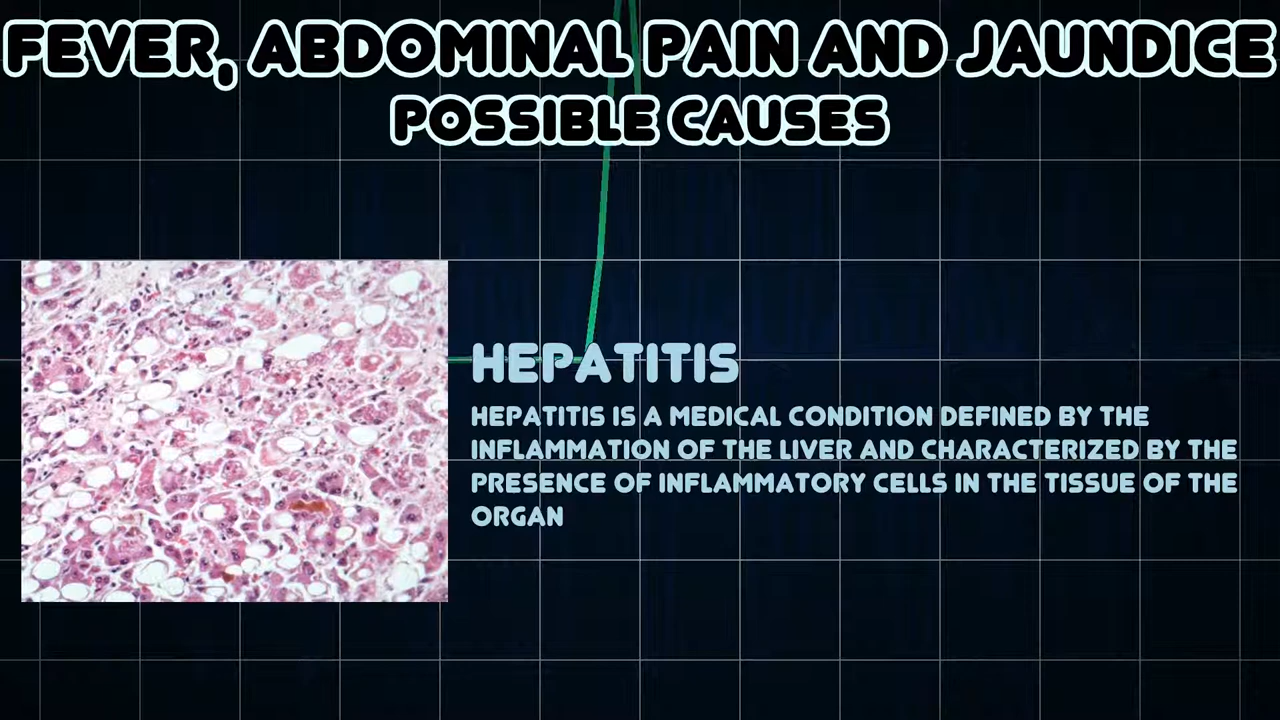 FEVER, ABDOMINAL PAIN AND JAUNDICE
POSSIBLE CAUSES
HEPATITIS
HEPATITIS IS A MEDICAL CONDITION DEFINED BY THE
INFLAMMATION OF THE LIVER AND CHARACTERIZED BY THE
PRESENCE OF INFLAMMATORY CELLS IN THE TISSUE OF THE
ORGAN